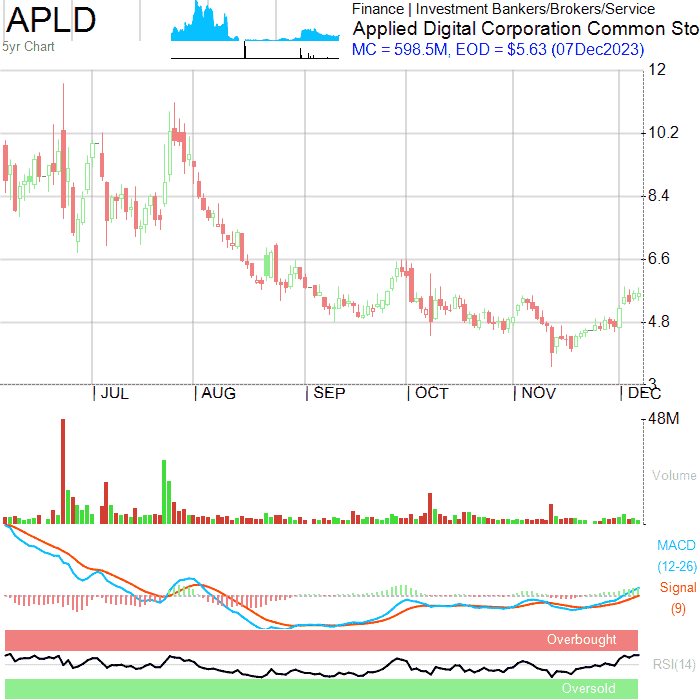 APLD
5yr Chart
Finance | Investment Bankers/Brokers/Service
Applied Digital Corporation Common Sto
MC = 598.5M, EOD = $5.63 (07Dec2023)
12
10.2
8.4
6.6
4.8
3
JUL AUG SEP OCT NOV DEC
48M
Volume
MACD
(12-26)
Signal
(9)
Overbought
RSI(14)
Oversold